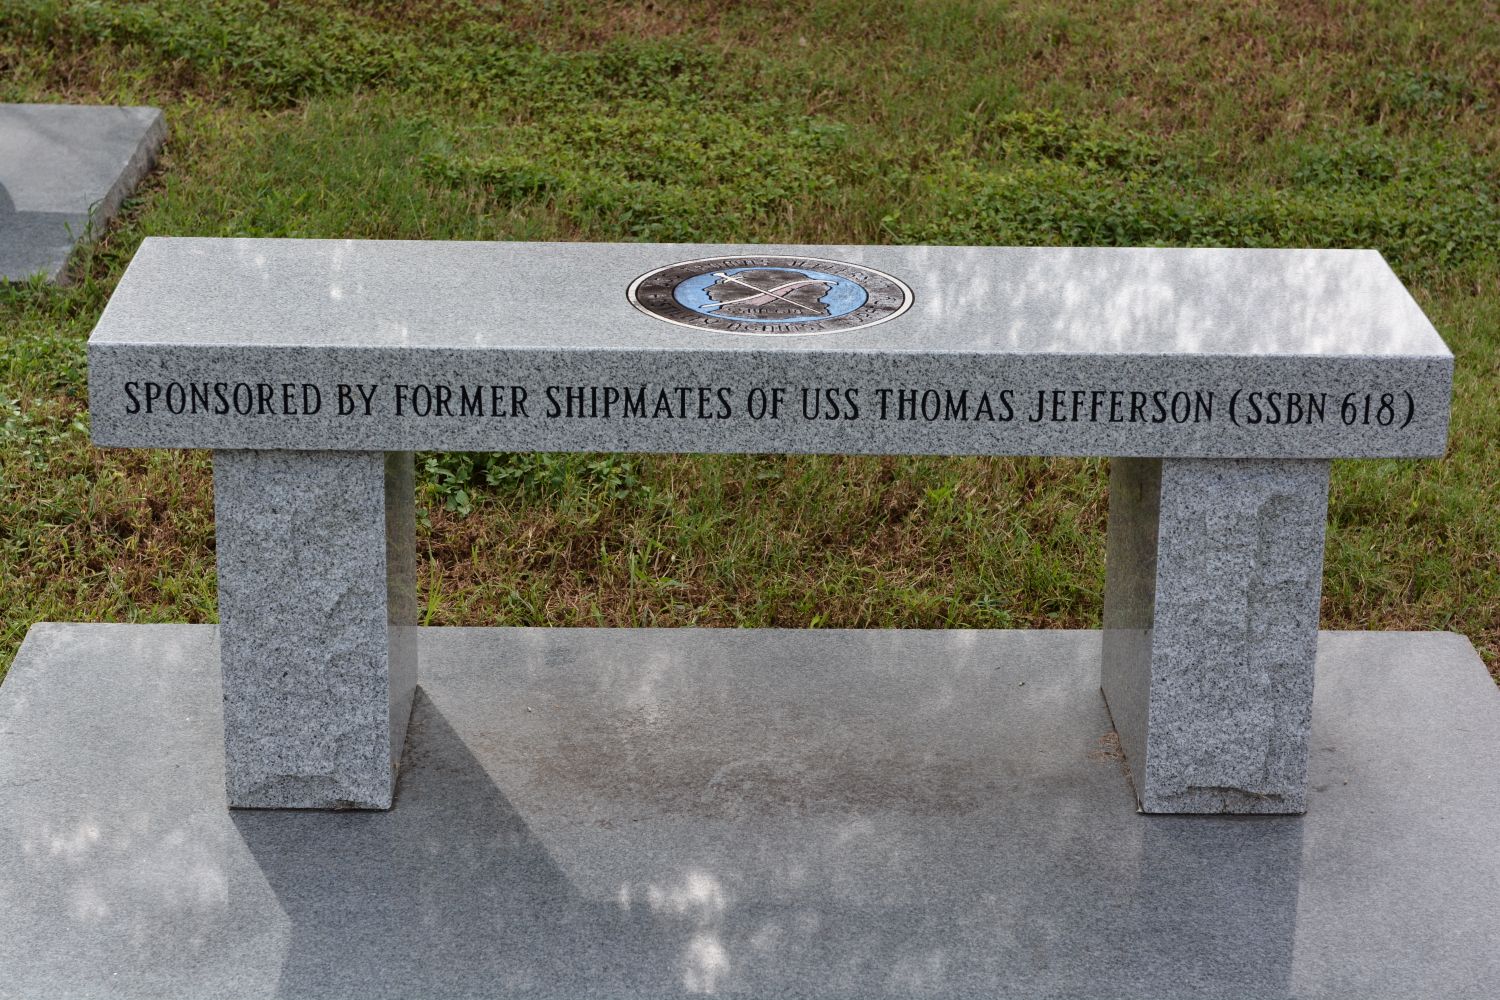 SPONSORED BY FORMER SHIPMATES OF USS THOMAS JEFFERSON (SSBN 618)